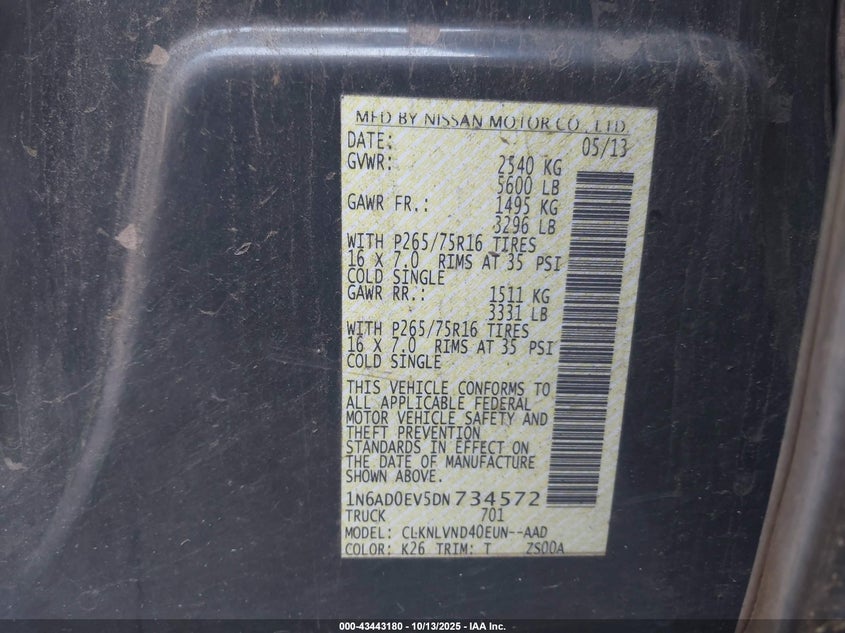 MFD BY NISSAN MOTOR CO., LTD.
DATE: 05/13
GVWR: 2540 KG
5600 LB
GAWR FR.: 1495 KG
3296 LB
WITH P265/75R16 TIRES
16 X 7.0 RIMS AT 35 PSI
COLD SINGLE
GAWR RR.: 1511 KG
3331 LB
WITH P265/75R16 TIRES
16 X 7.0 RIMS AT 35 PSI
COLD SINGLE
THIS VEHICLE CONFORMS TO
ALL APPLICABLE FEDERAL
MOTOR VEHICLE SAFETY AND
THEFT PREVENTION
STANDARDS IN EFFECT ON
THE DATE OF MANUFACTURE
SHOWN ABOVE.
1N6AD0EV5DN734572
TRUCK 701
MODEL: CLKNLVND40EUN--AAD
COLOR: K26 TRIM: T ZS00A
000-43443180 - 10/13/2025 - IAA Inc.